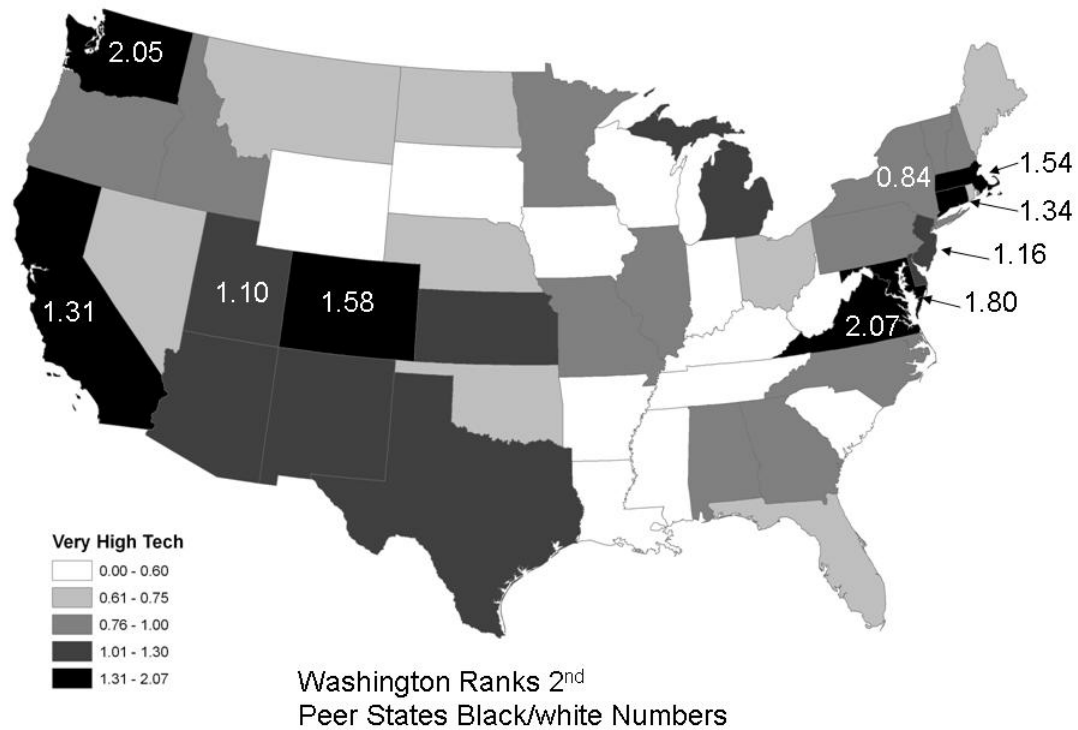 2.05
1.54
0.84
1.34
1.16
1.10
1.58
1.80
1.31
2.07
Very High Tech
0.00 - 0.60
0.61 - 0.75
0.76 - 1.00
1.01 - 1.30
1.31 - 2.07
Washington Ranks 2nd
Peer States Black/white Numbers